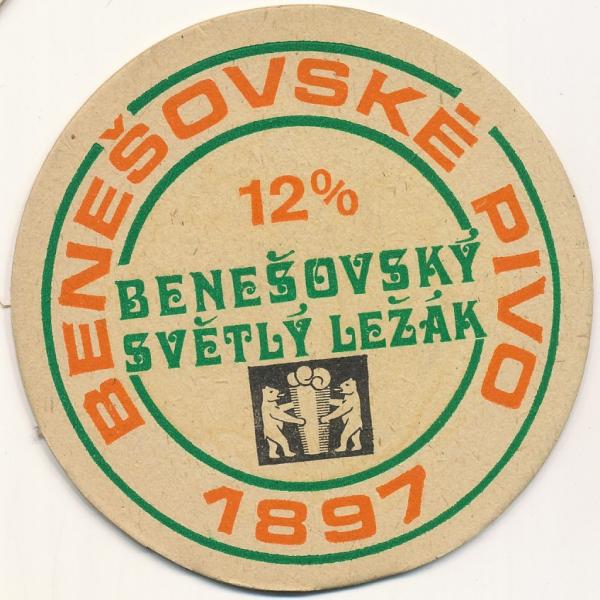 BENEŠOVSKÉ PIVO
12%
BENEŠOVSKÝ
SVĚTLÝ LEŽÁK
1897